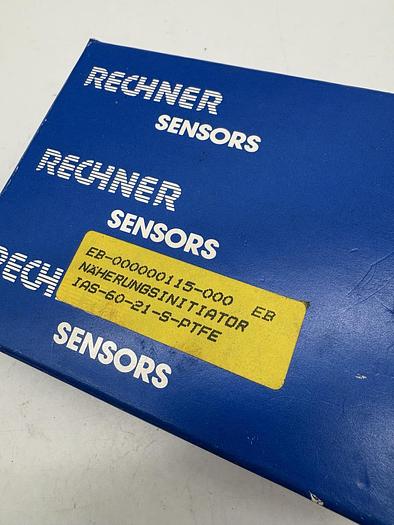 RECHNER
SENSORS
RECHNER
SENSORS
RECH
EB-000000115-000 EB
NÄHERUNGSINITIATOR
IAS-60-21-S-PTFE
SENSORS